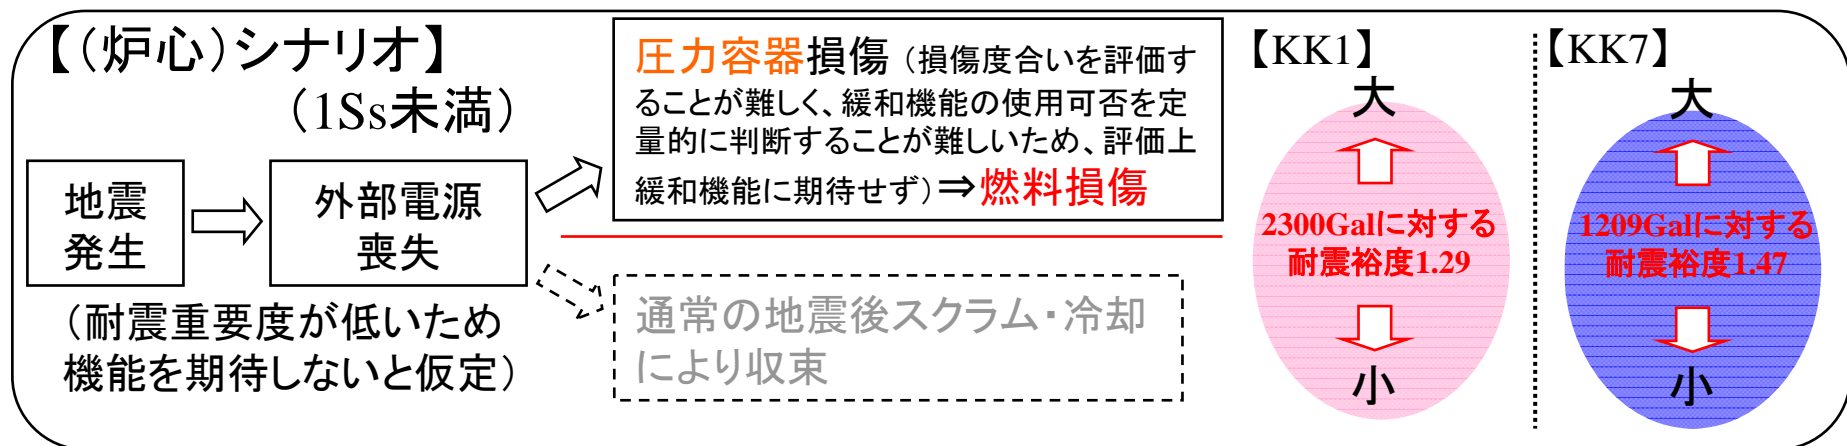 【（炉心）シナリオ】
（1Ss未満）
地震
発生
外部電源
喪失
（耐震重要度が低いため
機能を期待しないと仮定）
圧力容器損傷（損傷度合いを評価す
ることが難しく、緩和機能の使用可否を定
量的に判断することが難しいため、評価上
緩和機能に期待せず）⇒燃料損傷
通常の地震後スクラム・冷却
により収束
【KK1】
大
2300Galに対する
耐震裕度1.29
小
【KK7】
大
1209Galに対する
耐震裕度1.47
小